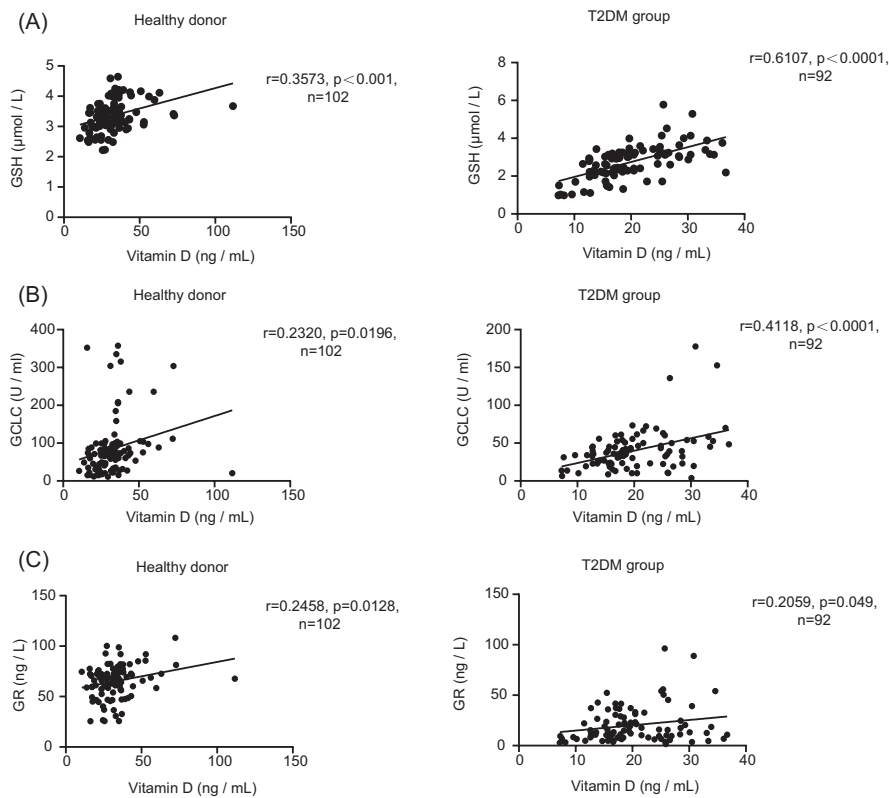 (A)
Healthy donor
r=0.3573, p<0.001,
n=102
GSH (μmol / L)
5
4
3
2
1
0
0 50 100 150
Vitamin D (ng / mL)
T2DM group
r=0.6107, p<0.0001,
n=92
GSH (μmol / L)
8
6
4
2
0
0 10 20 30 40
Vitamin D (ng / mL)
(B)
Healthy donor
r=0.2320, p=0.0196,
n=102
GCLC (U / ml)
400
300
200
100
0
0 50 100 150
Vitamin D (ng / mL)
T2DM group
r=0.4118, p<0.0001,
n=92
GCLC (U / ml)
200
150
100
50
0
0 10 20 30 40
Vitamin D (ng / mL)
(C)
Healthy donor
r=0.2458, p=0.0128,
n=102
GR (ng / L)
150
100
50
0
0 50 100 150
Vitamin D (ng / mL)
T2DM group
r=0.2059, p=0.049,
n=92
GR (ng / L)
150
100
50
0
0 10 20 30 40
Vitamin D (ng / mL)